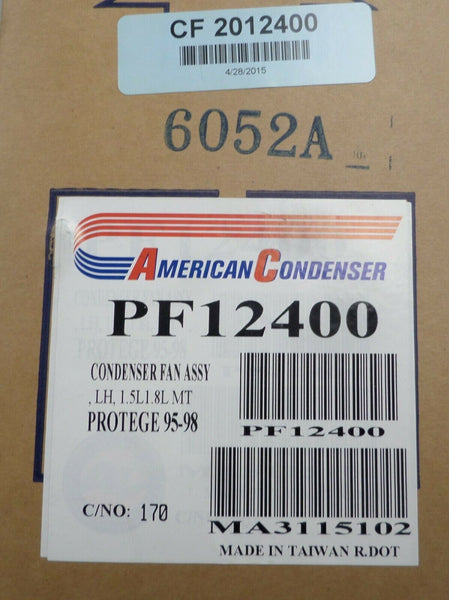 CF 2012400
4/28/2015
6052A
AMERICAN CONDENSER
PF12400
CONDENSER FAN ASSY
, LH, 1.5L1.8L MT
PROTEGE 95-98
PF12400
C/NO: 170
MA3115102
MADE IN TAIWAN R.DOT